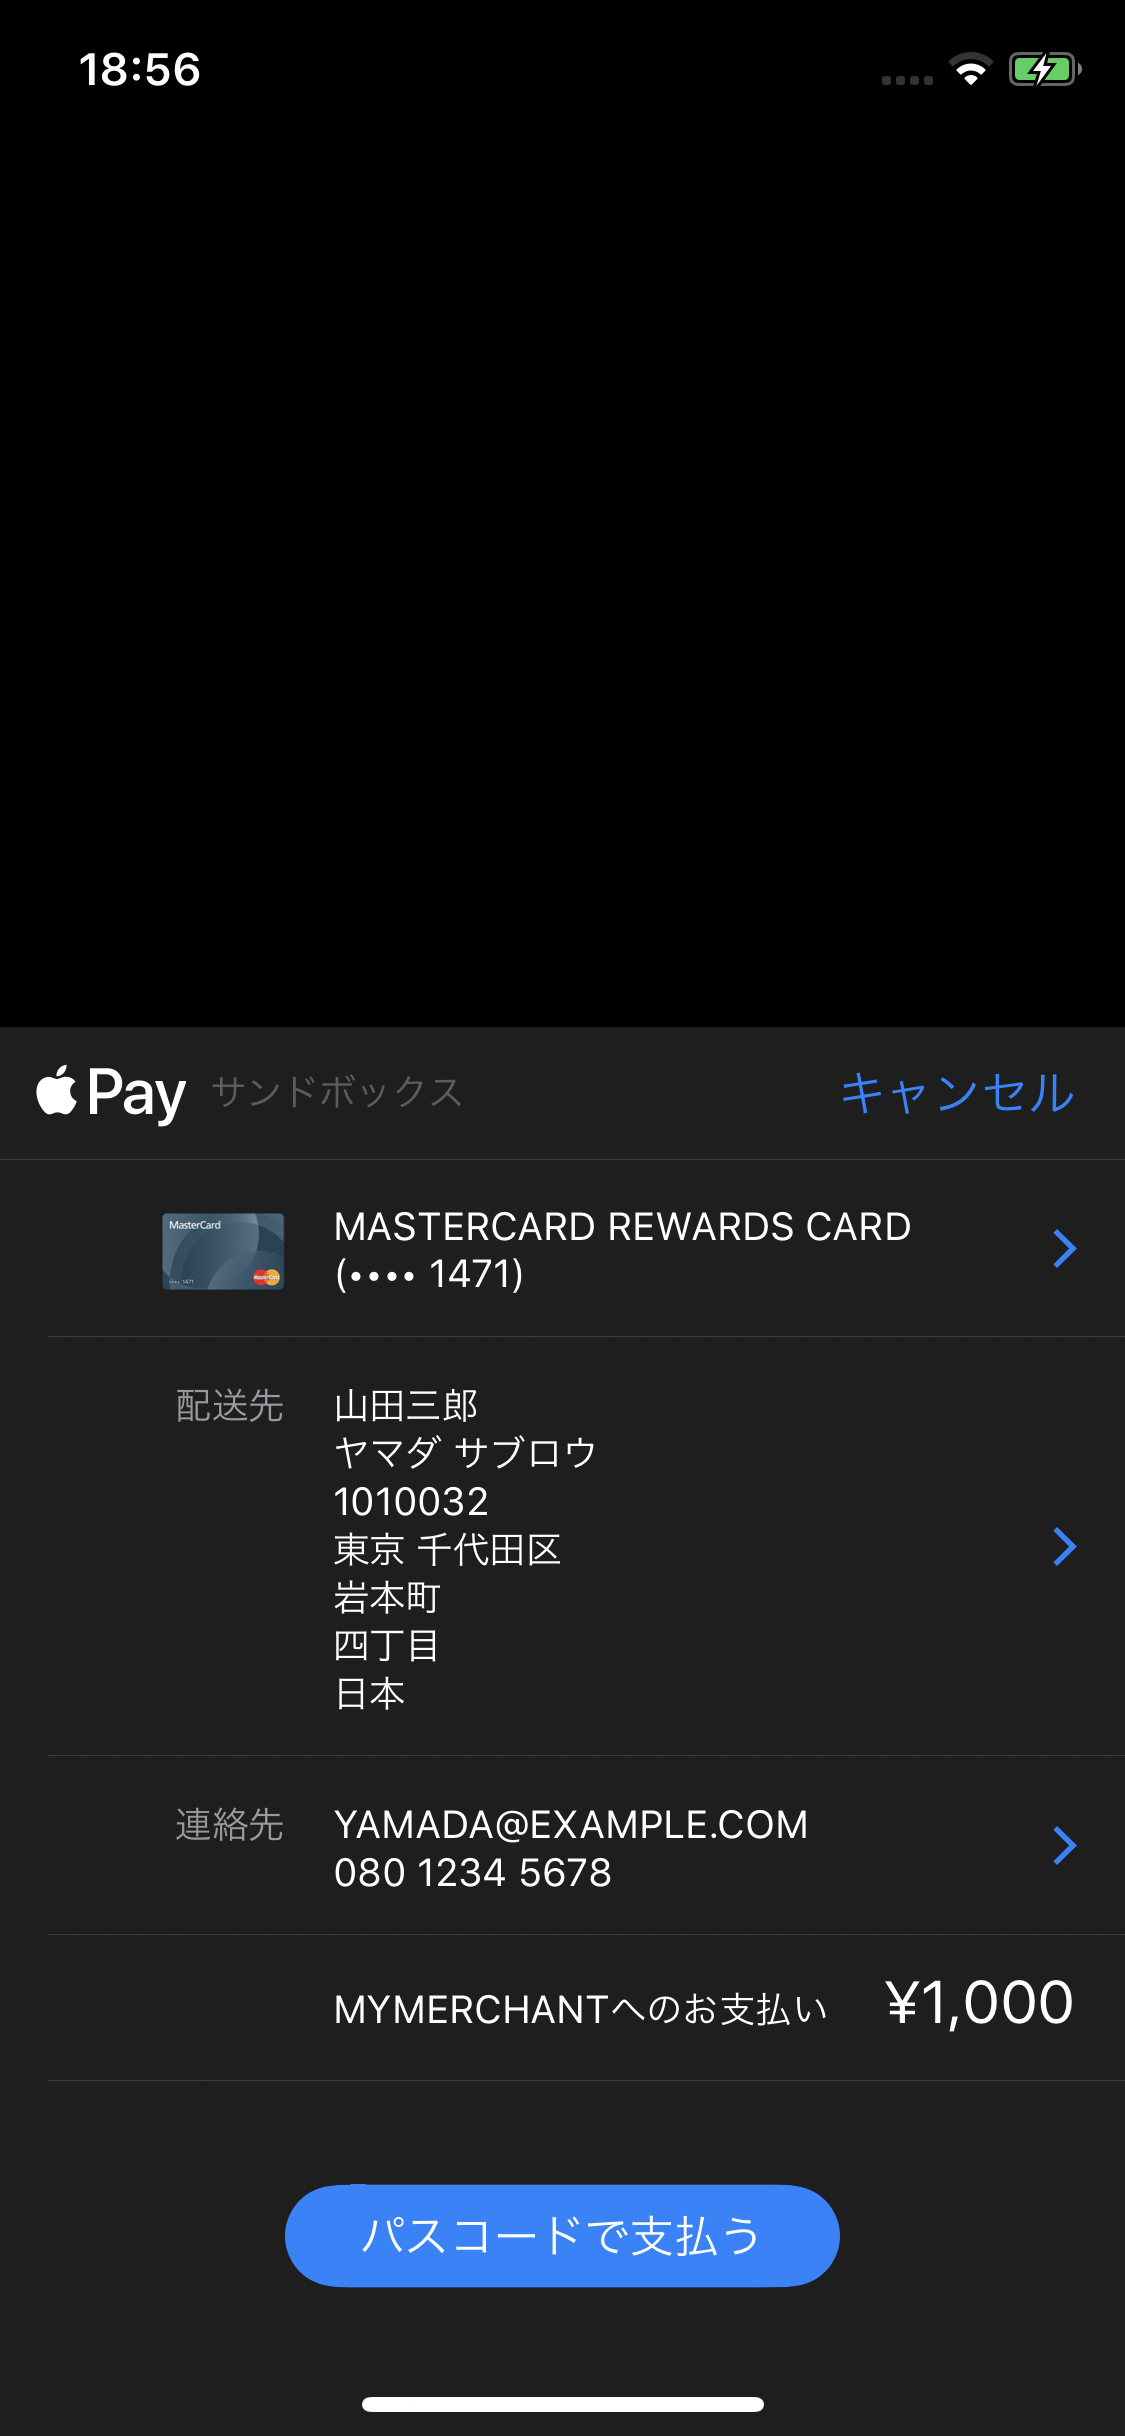 18:56
Pay サンドボックス キャンセル
MasterCard
•••• 1471
MasterCard
MASTERCARD REWARDS CARD
(•••• 1471)
配送先 山田三郎
ヤマダ サブロウ
1010032
東京 千代田区
岩本町
四丁目
日本
連絡先 YAMADA@EXAMPLE.COM
080 1234 5678
MYMERCHANTへのお支払い ¥1,000
パスコードで支払う